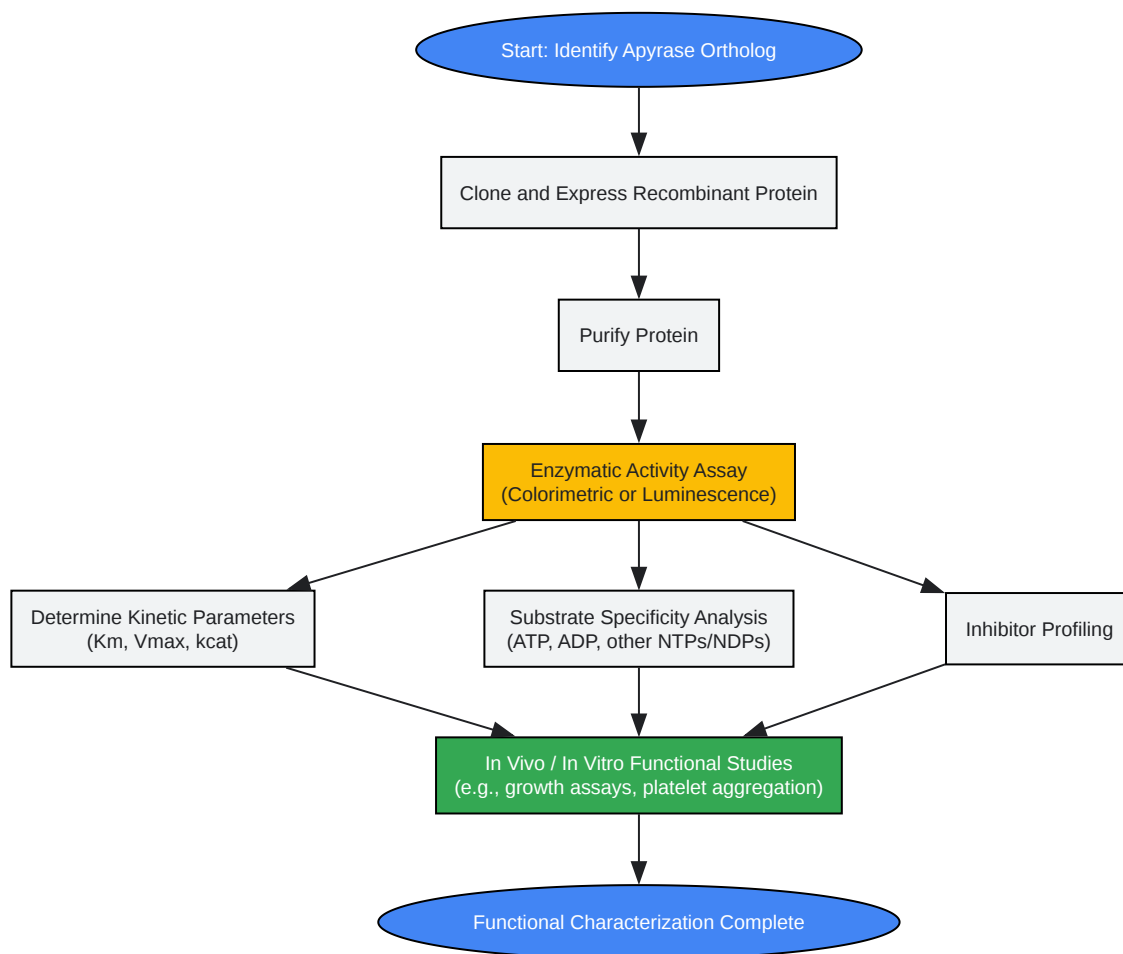 Start: Identify Apyrase Ortholog
Clone and Express Recombinant Protein
Purify Protein
Enzymatic Activity Assay
(Colorimetric or Luminescence)
Determine Kinetic Parameters
(Km, Vmax, kcat)
Substrate Specificity Analysis
(ATP, ADP, other NTPs/NDPs)
Inhibitor Profiling
In Vivo / In Vitro Functional Studies
(e.g., growth assays, platelet aggregation)
Functional Characterization Complete